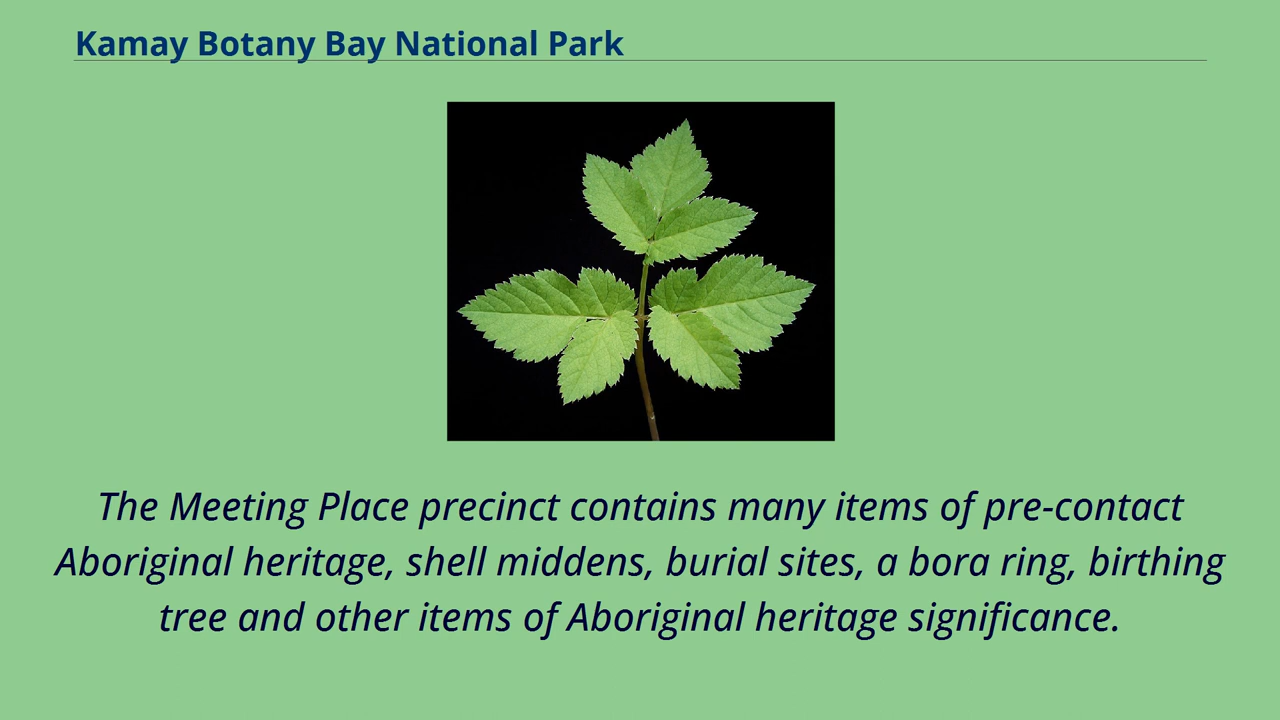 Kamay Botany Bay National Park
The Meeting Place precinct contains many items of pre-contact
Aboriginal heritage, shell middens, burial sites, a bora ring, birthing
tree and other items of Aboriginal heritage significance.